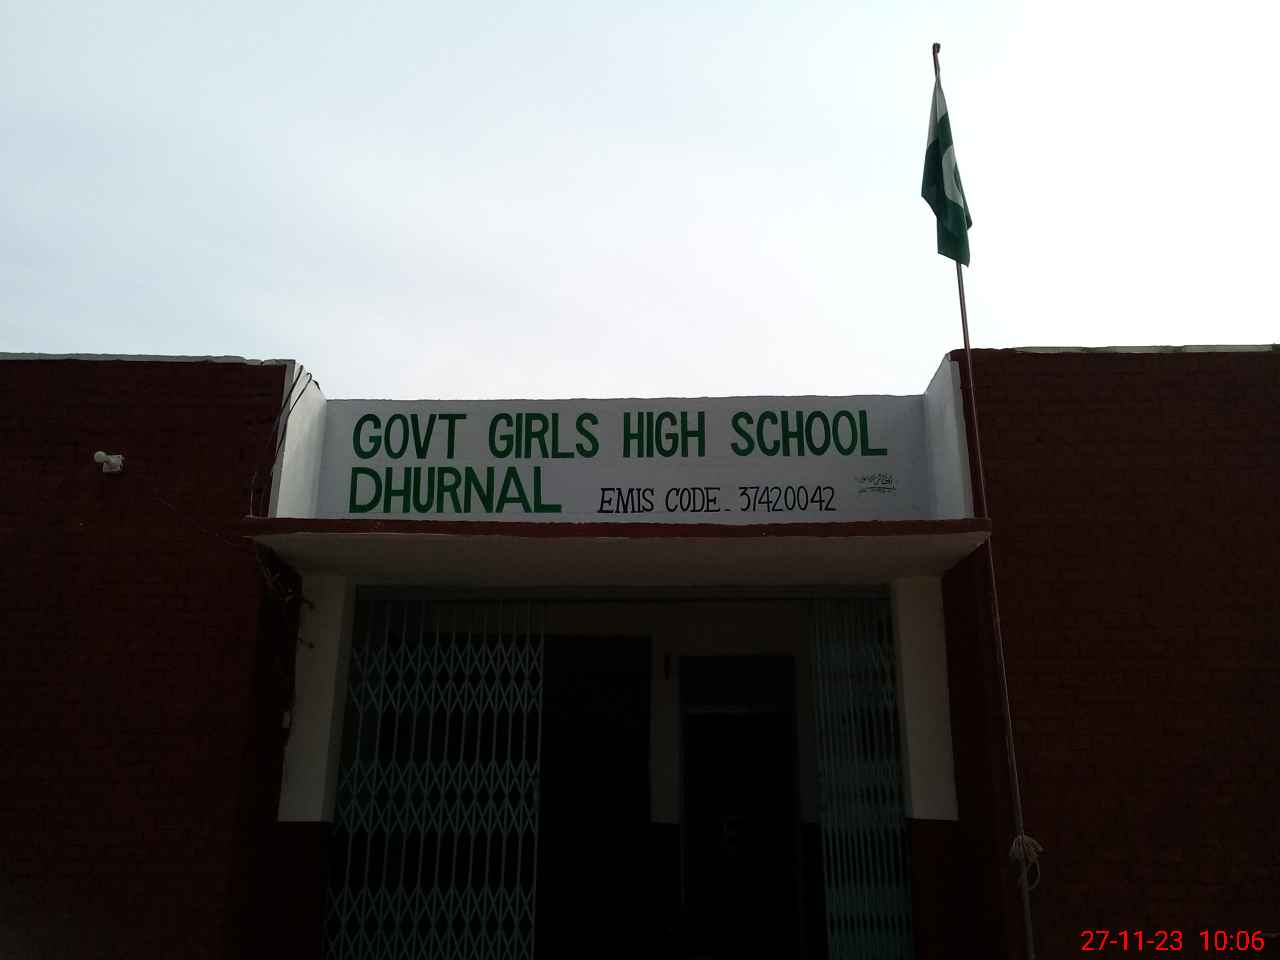 GOVT GIRLS HIGH SCHOOL
DHURNAL EMIS CODE. 37420042
27-11-23 10:06